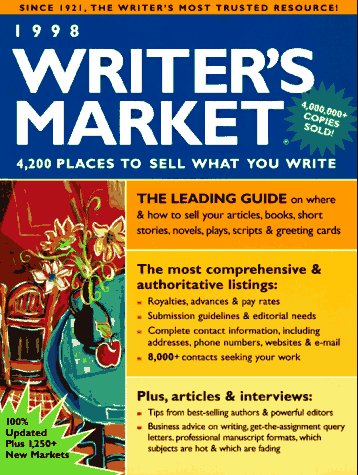 SINCE 1921, THE WRITER'S MOST TRUSTED RESOURCE!
1998
WRITER'S
MARKET®
4,000,000+
COPIES
SOLD!
4,200 PLACES TO SELL WHAT YOU WRITE
THE LEADING GUIDE on where
& how to sell your articles, books, short
stories, novels, plays, scripts & greeting cards
The most comprehensive &
authoritative listings:
Royalties, advances & pay rates
Submission guidelines & editorial needs
Complete contact information, including
addresses, phone numbers, websites & e-mail
8,000+ contacts seeking your work
Plus, articles & interviews:
Tips from best-selling authors & powerful editors
Business advice on writing, get-the-assignment query
letters, professional manuscript formats, which
subjects are hot & which are fading
100%
Updated
Plus 1,250+
New Markets